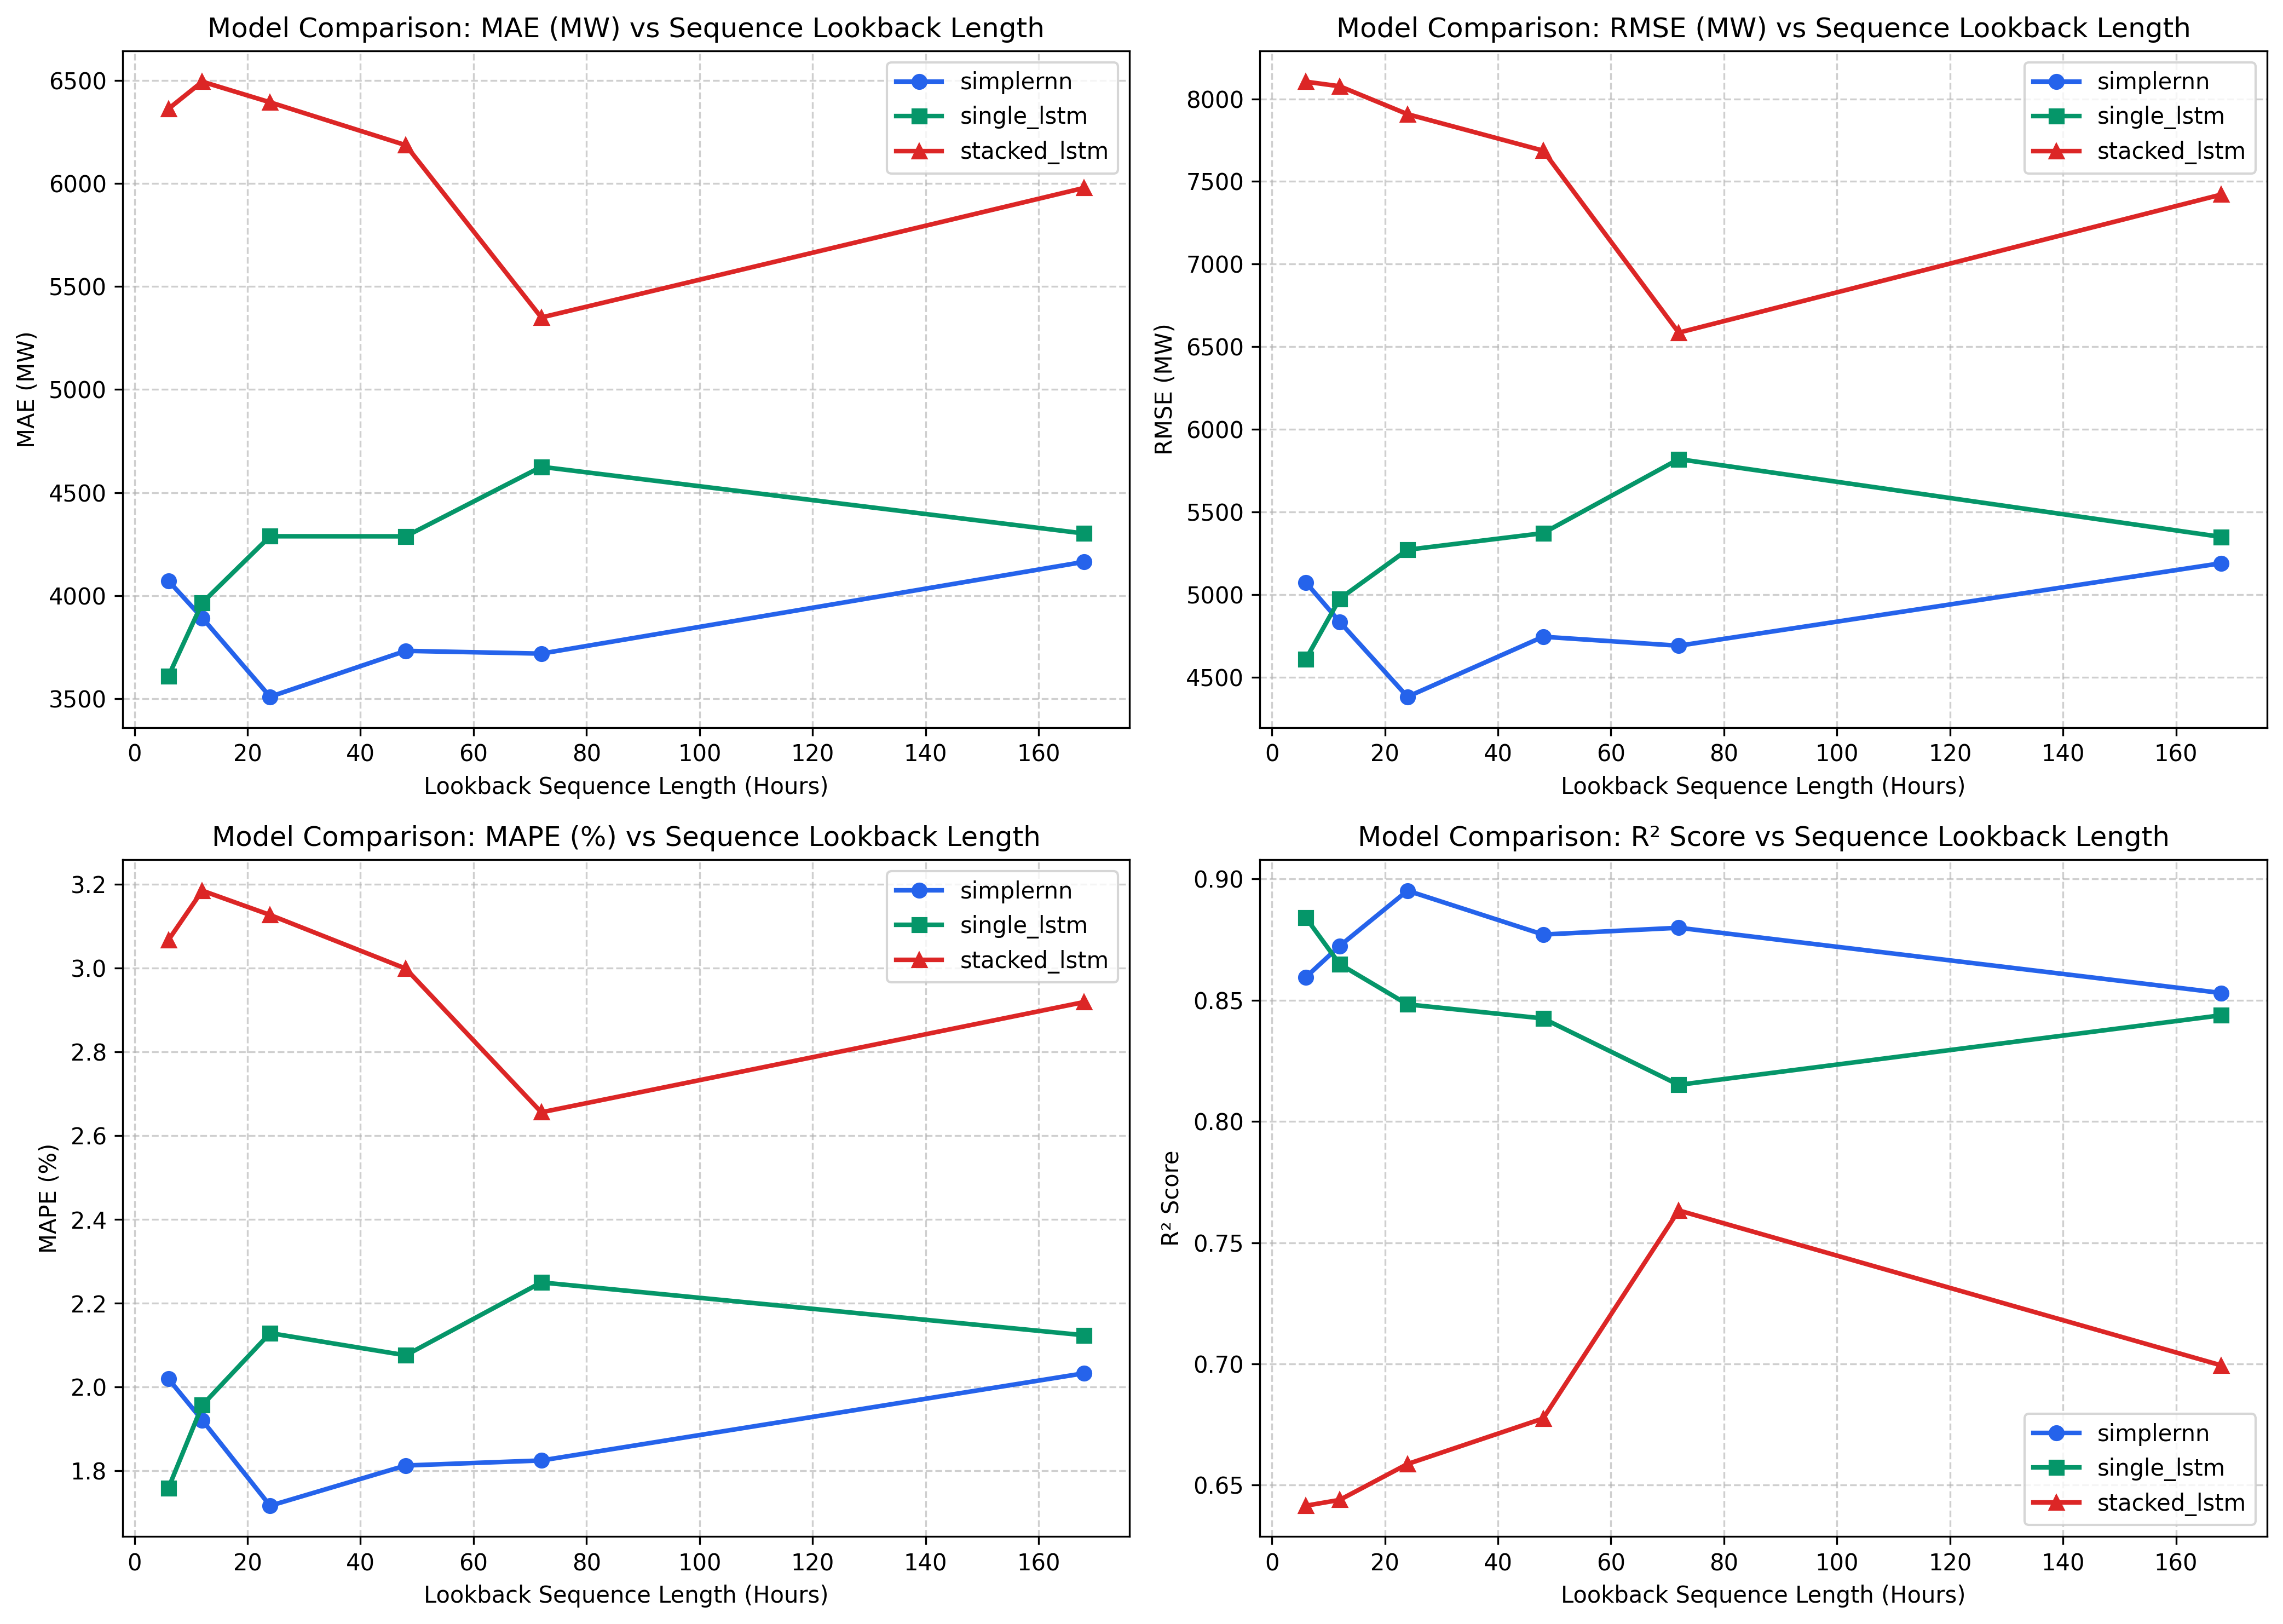 Model Comparison: MAE (MW) vs Sequence Lookback Length
6500
6000
5500
5000
4500
4000
3500
MAE (MW)
simplernn
single_lstm
stacked_lstm
0 20 40 60 80 100 120 140 160
Lookback Sequence Length (Hours)
Model Comparison: RMSE (MW) vs Sequence Lookback Length
8000
7500
7000
6500
6000
5500
5000
4500
RMSE (MW)
simplernn
single_lstm
stacked_lstm
0 20 40 60 80 100 120 140 160
Lookback Sequence Length (Hours)
Model Comparison: MAPE (%) vs Sequence Lookback Length
3.2
3.0
2.8
2.6
2.4
2.2
2.0
1.8
MAPE (%)
simplernn
single_lstm
stacked_lstm
0 20 40 60 80 100 120 140 160
Lookback Sequence Length (Hours)
Model Comparison: R² Score vs Sequence Lookback Length
0.90
0.85
0.80
0.75
0.70
0.65
R² Score
simplernn
single_lstm
stacked_lstm
0 20 40 60 80 100 120 140 160
Lookback Sequence Length (Hours)